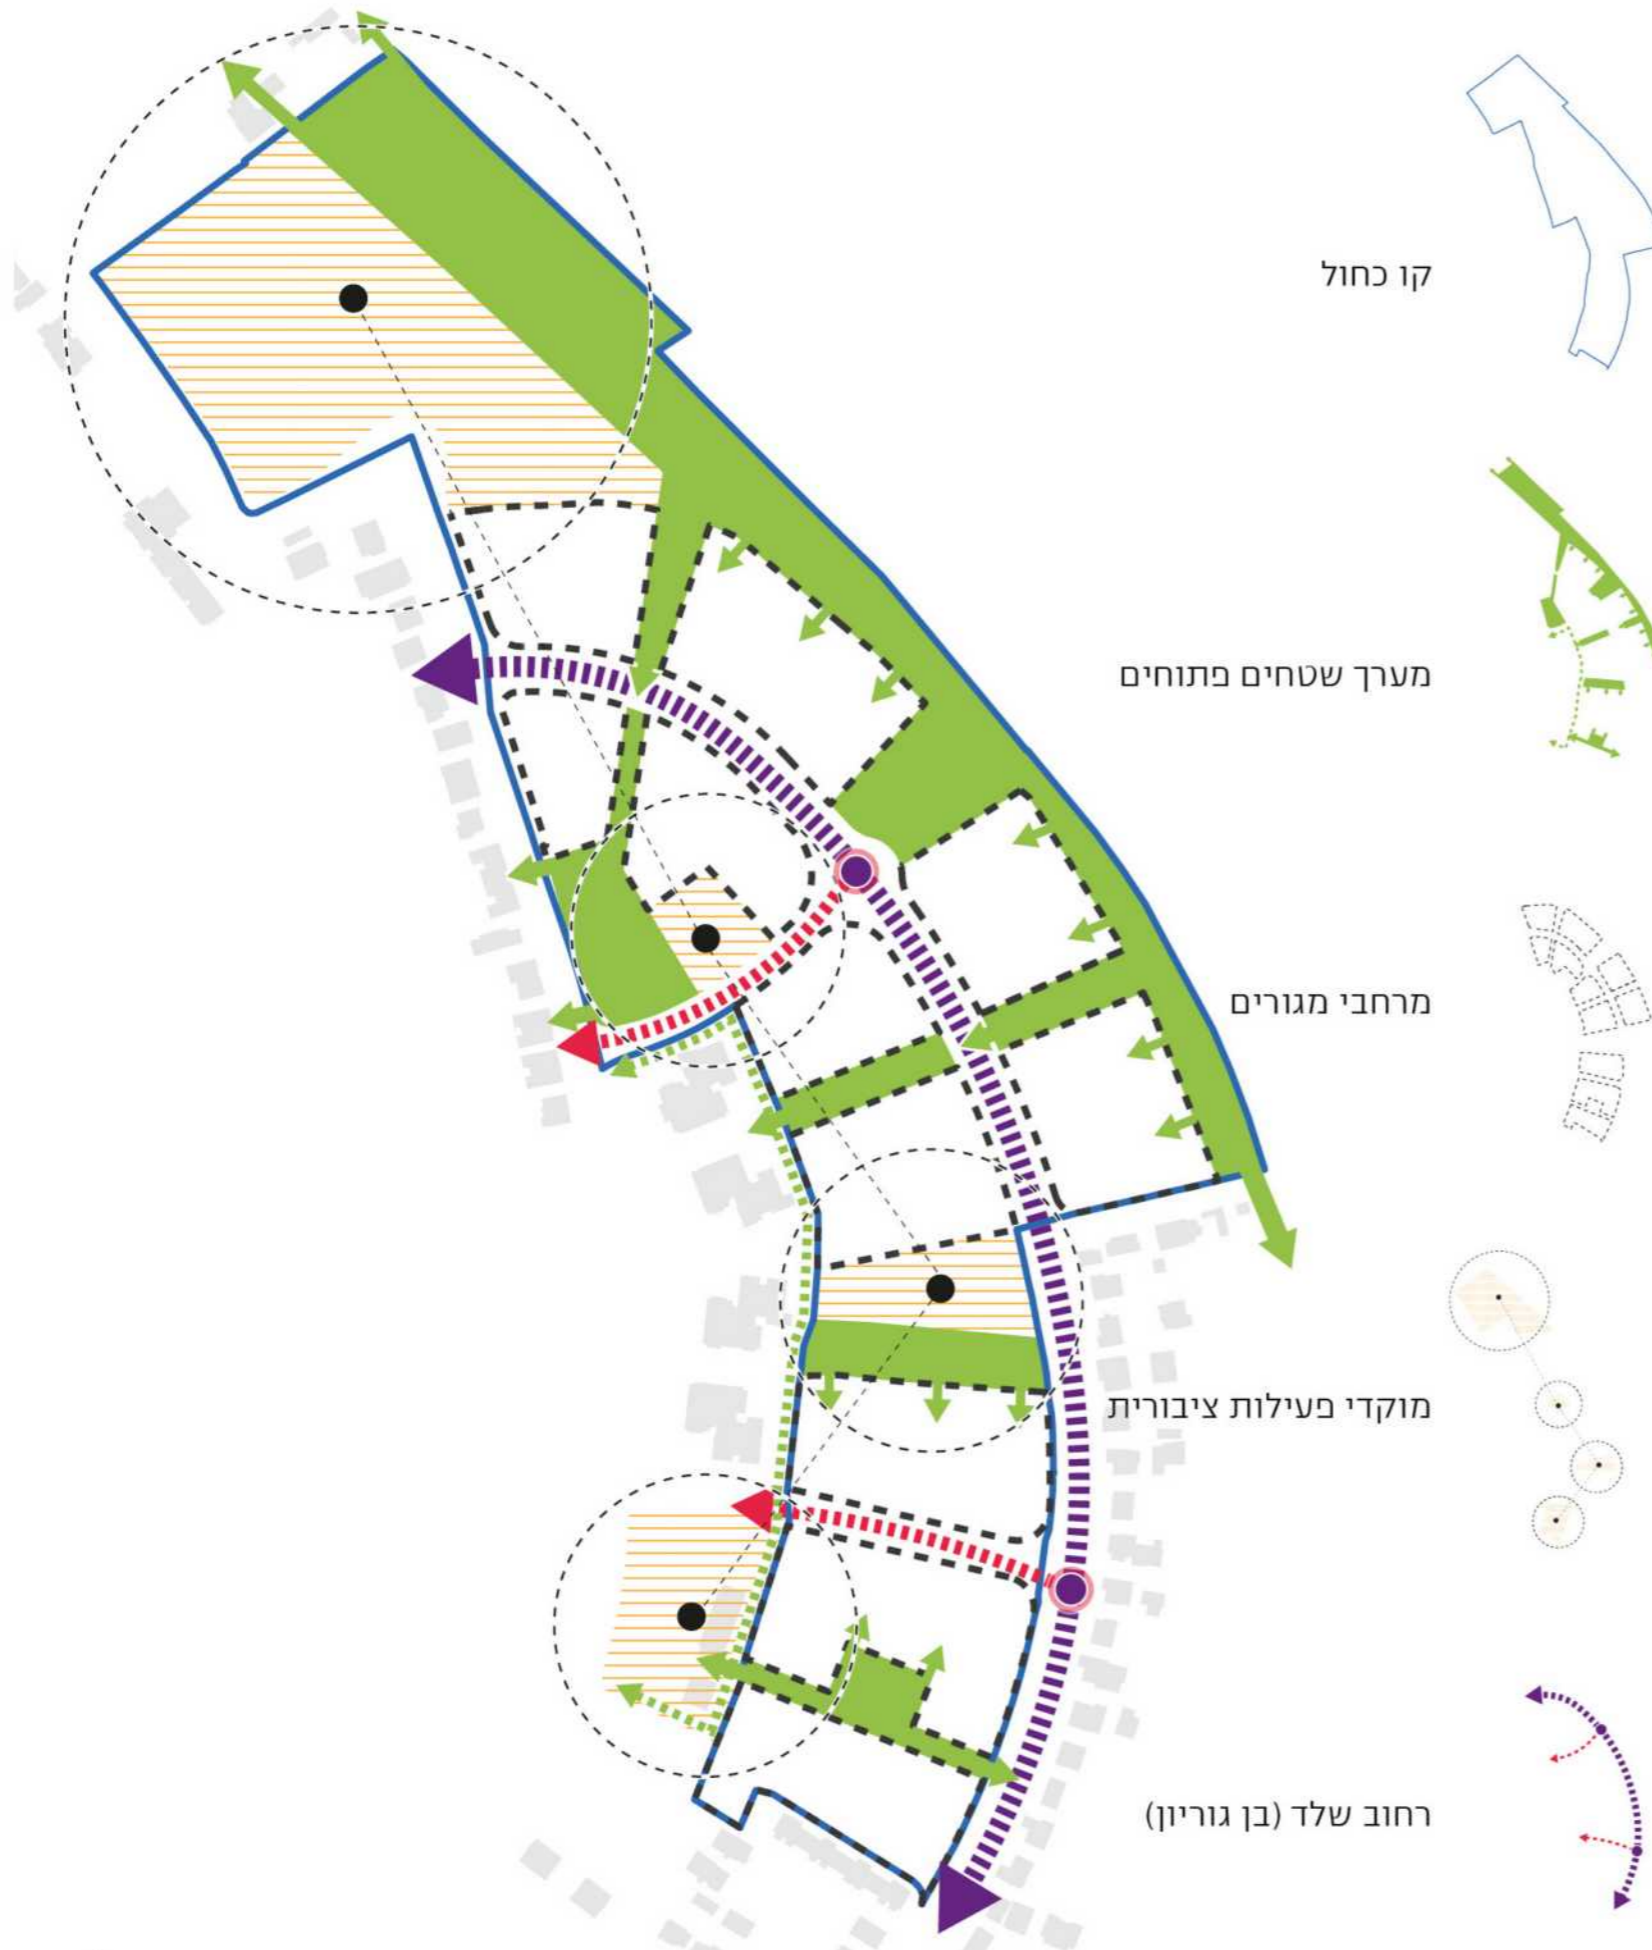 קו כחול
מערך שטחים פתוחים
מרחבי מגורים
מוקדי פעילות ציבורית
רחוב שלד (בן גוריון)